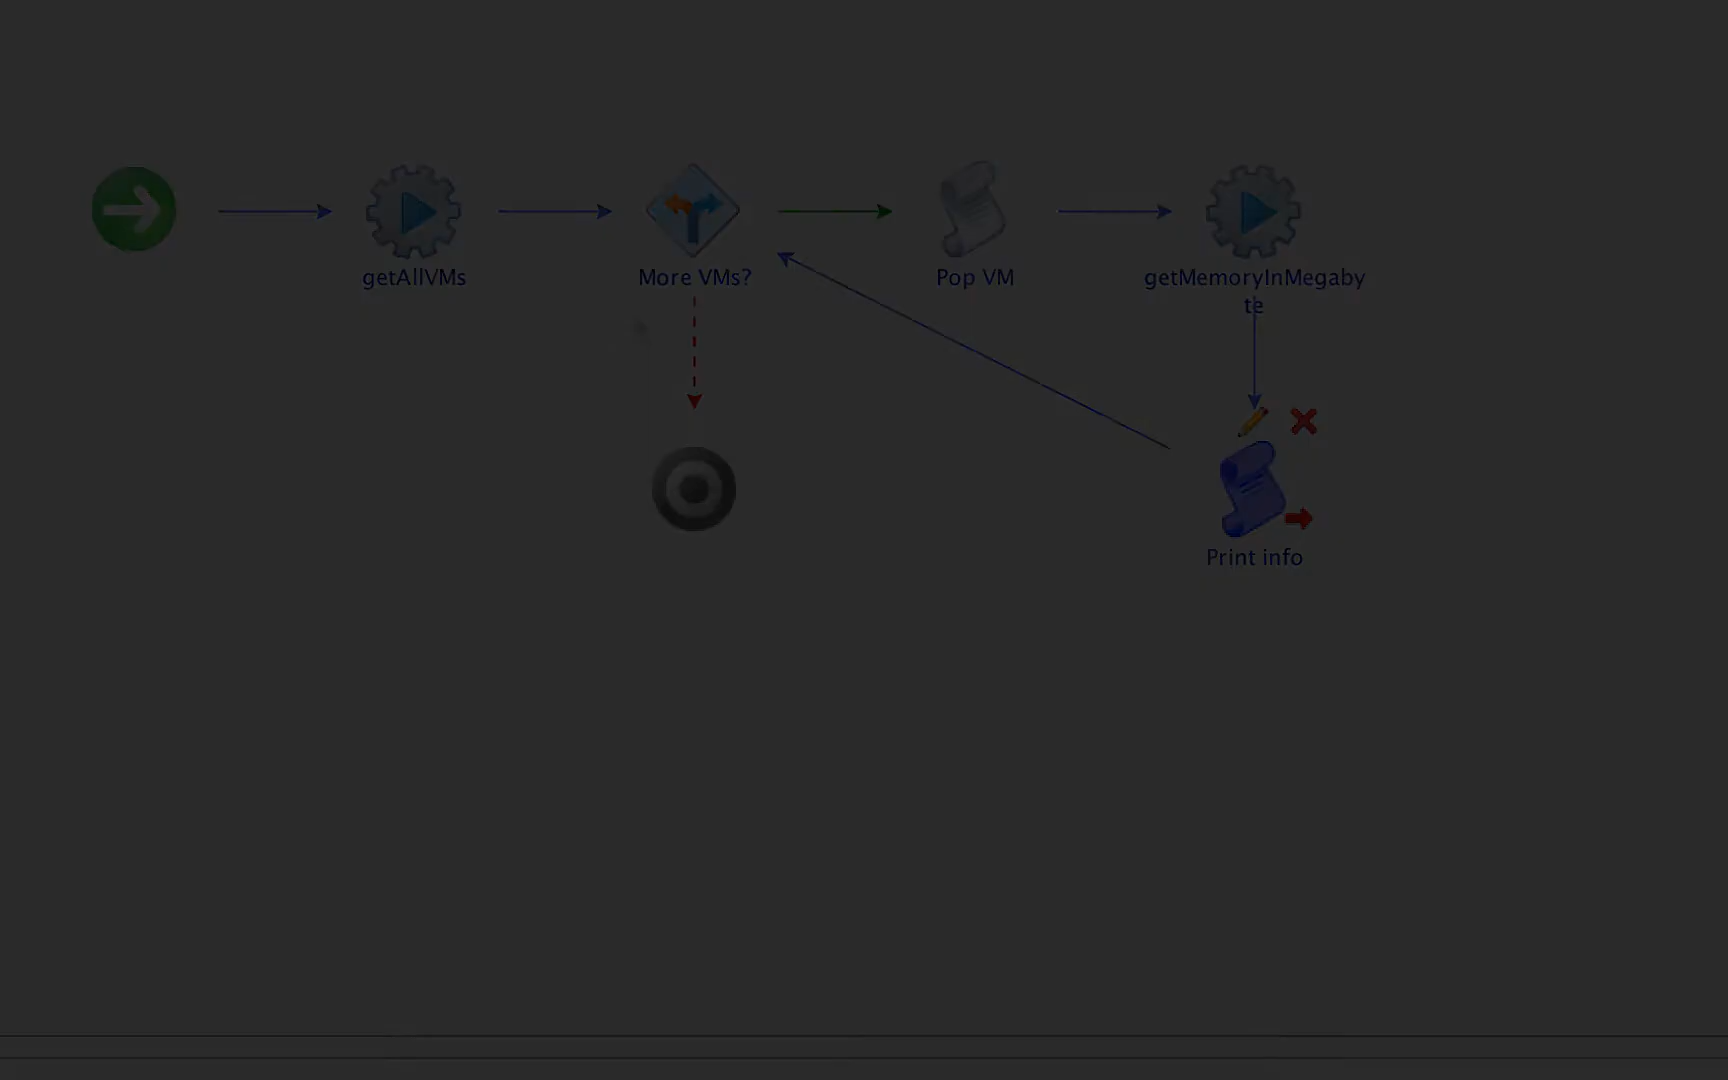 getAllVMs
More VMs?
Pop VM
getMemoryInMegaby
te
Print info